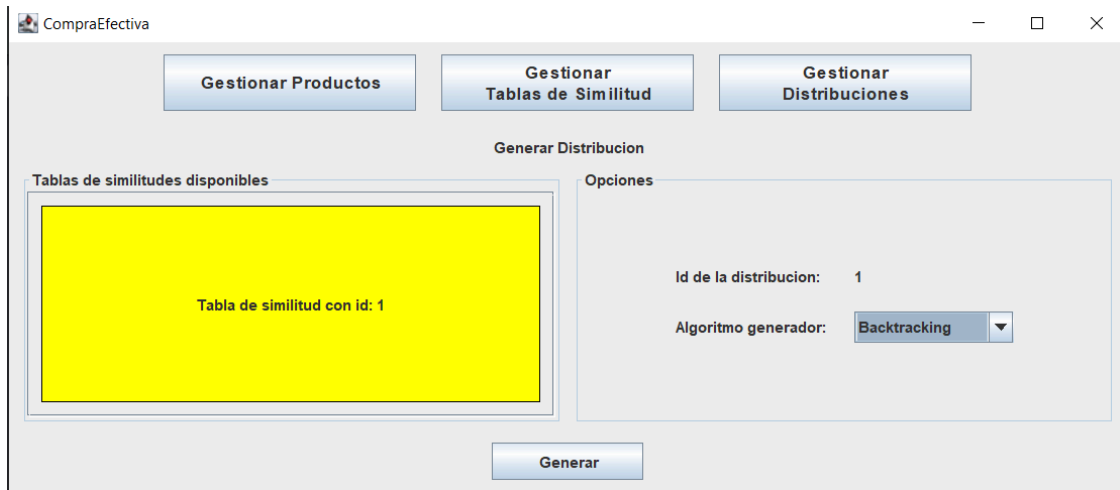 CompraEfectiva
Gestionar Productos
Gestionar
Tablas de Similitud
Gestionar
Distribuciones
Generar Distribucion
Tablas de similitudes disponibles
Tabla de similitud con id: 1
Opciones
Id de la distribucion: 1
Algoritmo generador: Backtracking
Generar